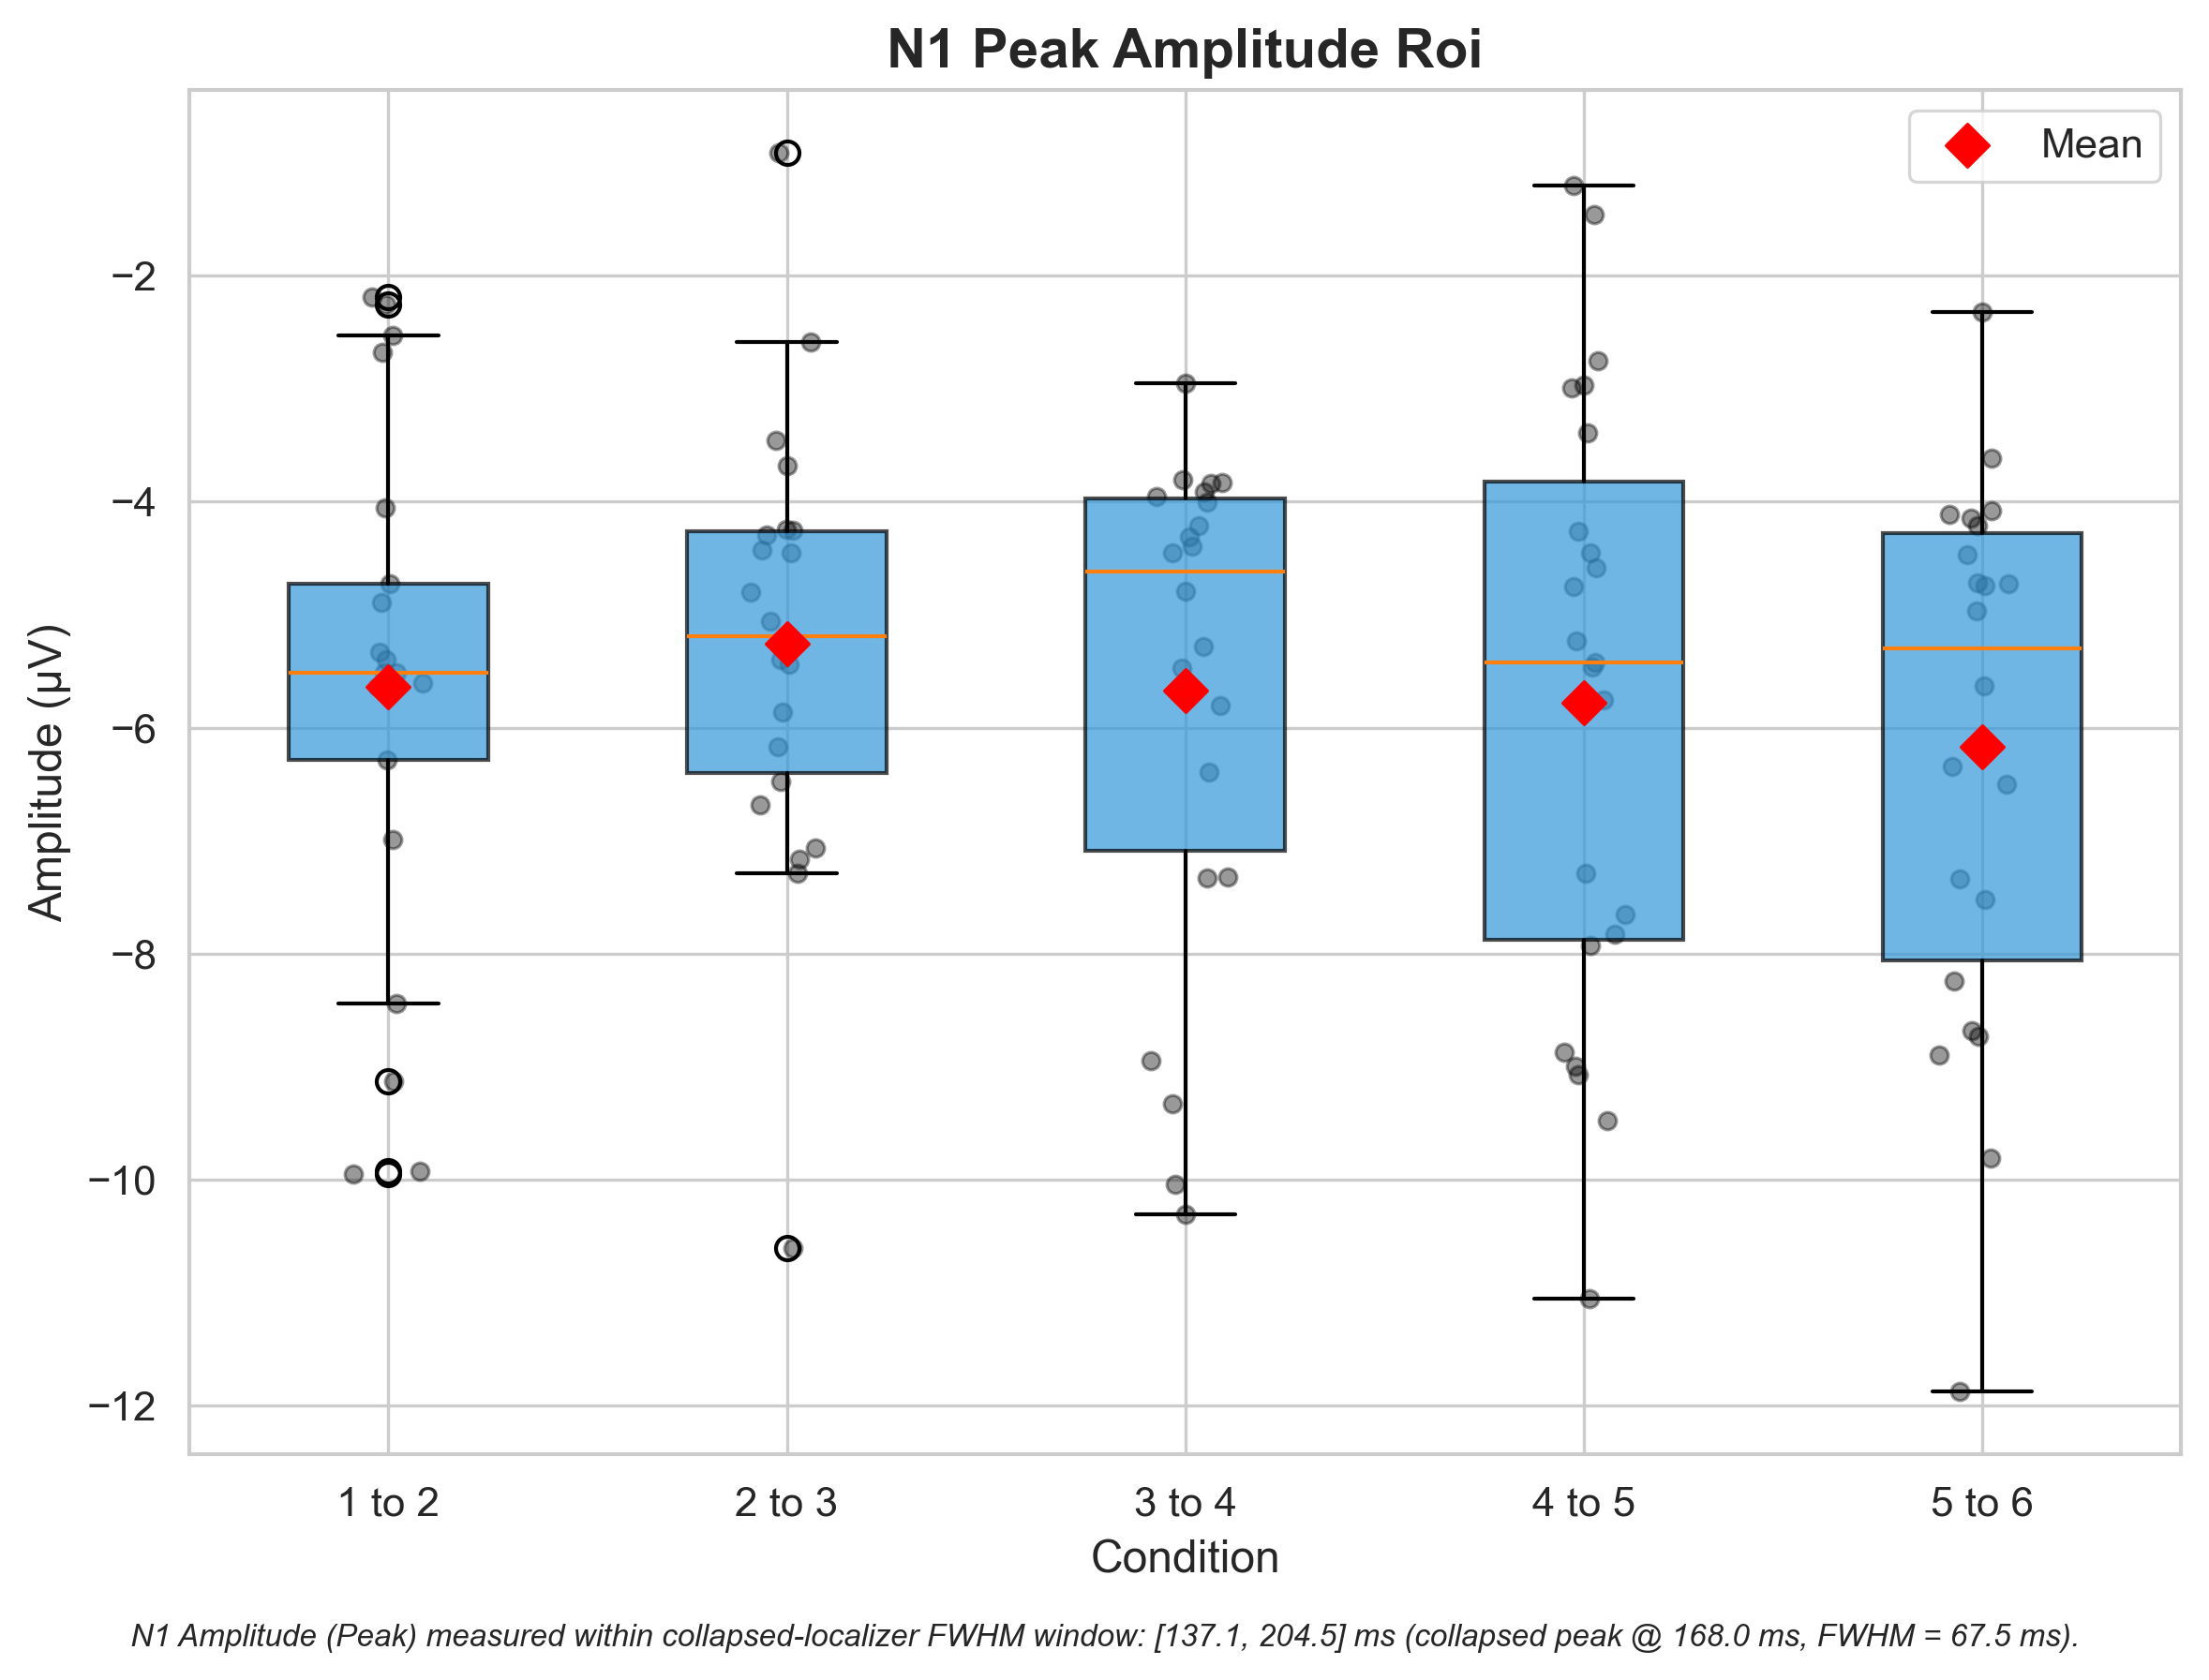 N1 Peak Amplitude Roi
Mean
−2
−4
−6
−8
−10
−12
Amplitude (µV)
1 to 2
2 to 3
3 to 4
4 to 5
5 to 6
Condition
N1 Amplitude (Peak) measured within collapsed-localizer FWHM window: [137.1, 204.5] ms (collapsed peak @ 168.0 ms, FWHM = 67.5 ms).